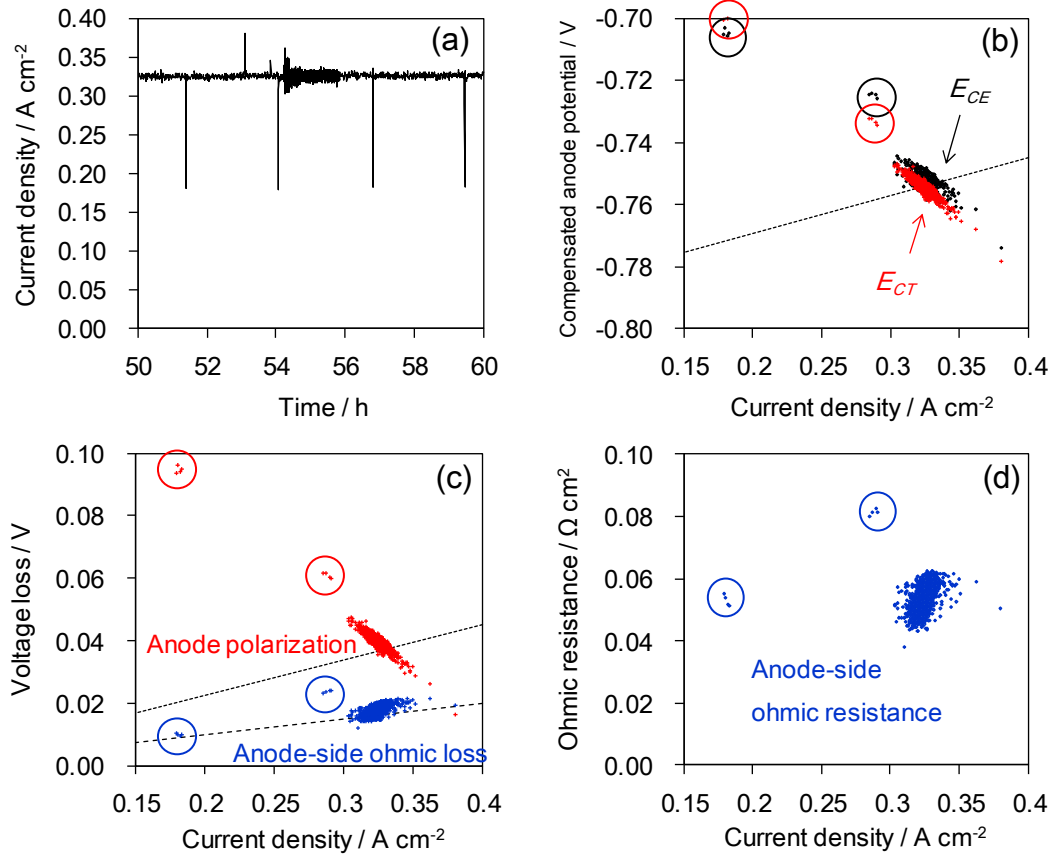 (a)
Current density / A cm-2
0.40
0.35
0.30
0.25
0.20
0.15
0.10
0.05
0.00
50 52 54 56 58 60
Time / h
(b)
Compensated anode potential / V
-0.70
-0.72
-0.74
-0.76
-0.78
-0.80
ECE
ECT
0.15 0.2 0.25 0.3 0.35 0.4
Current density / A cm-2
(c)
Voltage loss / V
0.10
0.08
0.06
0.04
0.02
0.00
Anode polarization
Anode-side ohmic loss
0.15 0.2 0.25 0.3 0.35 0.4
Current density / A cm-2
(d)
Ohmic resistance / Ω cm2
0.10
0.08
0.06
0.04
0.02
0.00
Anode-side
ohmic resistance
0.15 0.2 0.25 0.3 0.35 0.4
Current density / A cm-2